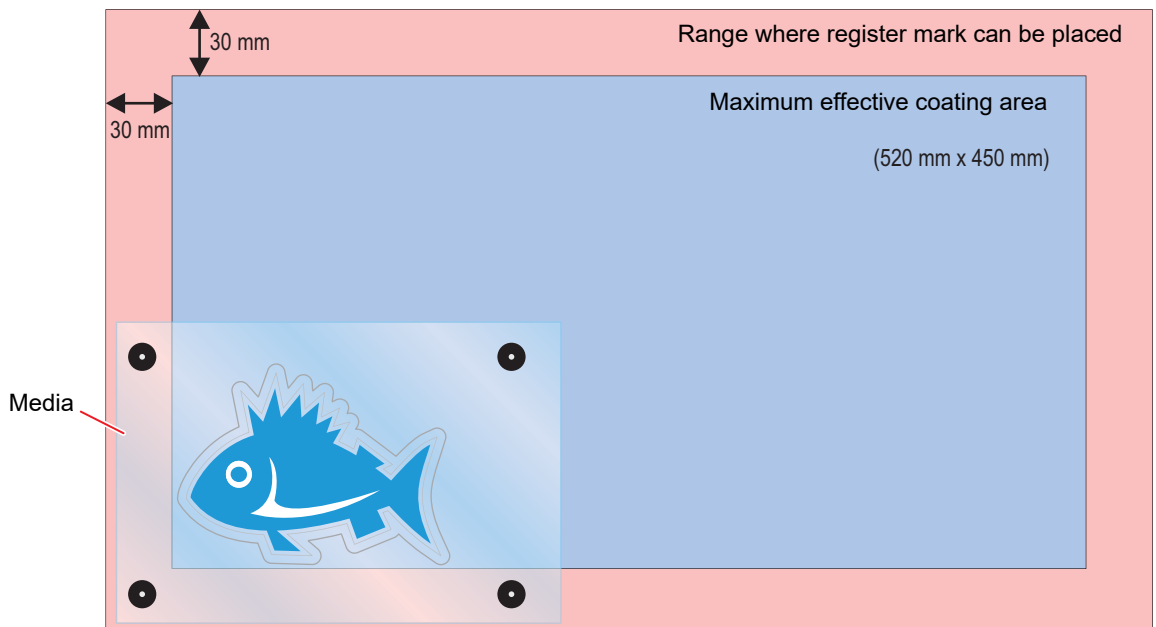 30 mm
Range where register mark can be placed
30 mm
Maximum effective coating area
(520 mm x 450 mm)
Media